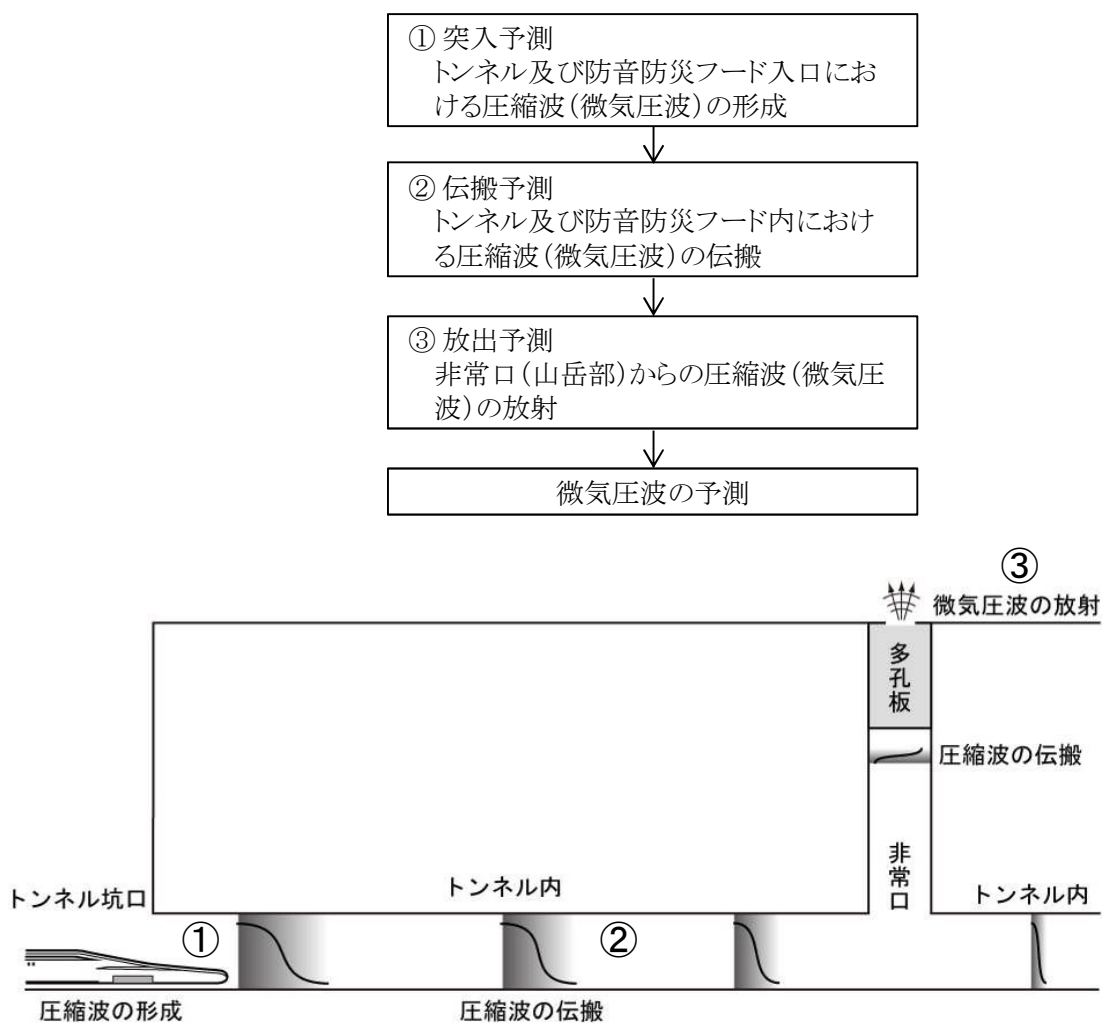 ① 突入予測
トンネル及び防音防災フード入口にお
ける圧縮波(微気圧波)の形成
② 伝搬予測
トンネル及び防音防災フード内におけ
る圧縮波(微気圧波)の伝搬
③ 放出予測
非常口(山岳部)からの圧縮波(微気圧
波)の放射
微気圧波の予測
③
微気圧波の放射
多孔板
圧縮波の伝搬
非常口
トンネル坑口
トンネル内
トンネル内
①
②
圧縮波の形成
圧縮波の伝搬